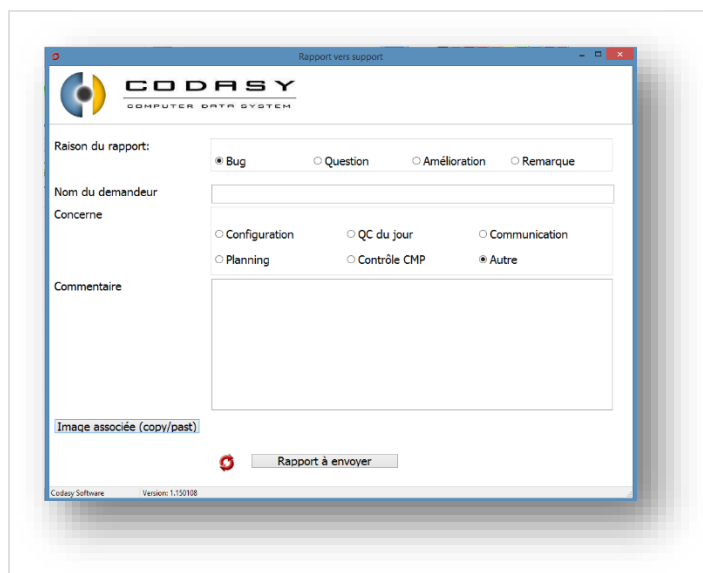 Rapport vers support
CODASY
COMPUTER DATA SYSTEM
Raison du rapport:
Bug Question Amélioration Remarque
Nom du demandeur
Concerne
Configuration QC du jour Communication
Planning Contrôle CMP Autre
Commentaire
Image associée (copy/past)
Rapport à envoyer
Codasy Software Version: 1.150108